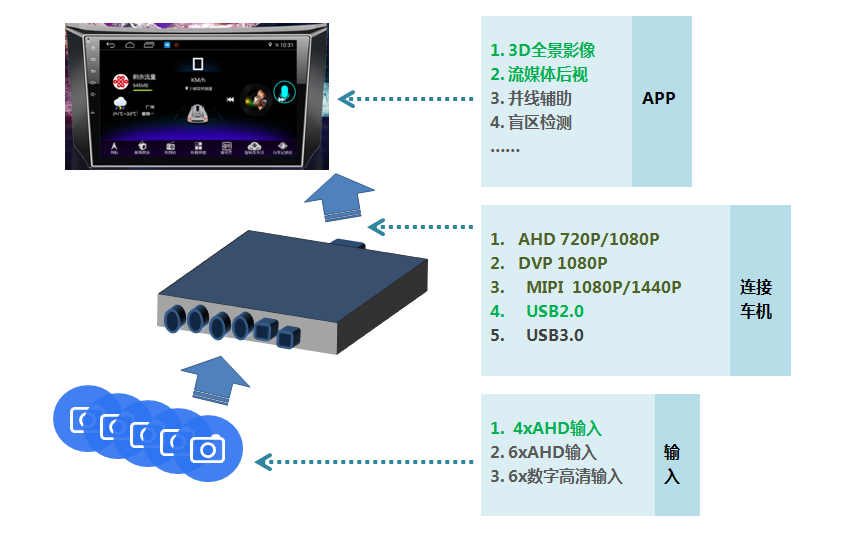 10:31
剩余流量
946MB
KM/h
广州
1. 3D全景影像
2. 流媒体后视
3. 并线辅助
4. 盲区检测
......
APP
1. AHD 720P/1080P
2. DVP 1080P
3. MIPI 1080P/1440P
4. USB2.0
5. USB3.0
连接
车机
1. 4xAHD输入
2. 6xAHD输入
3. 6x数字高清输入
输
入